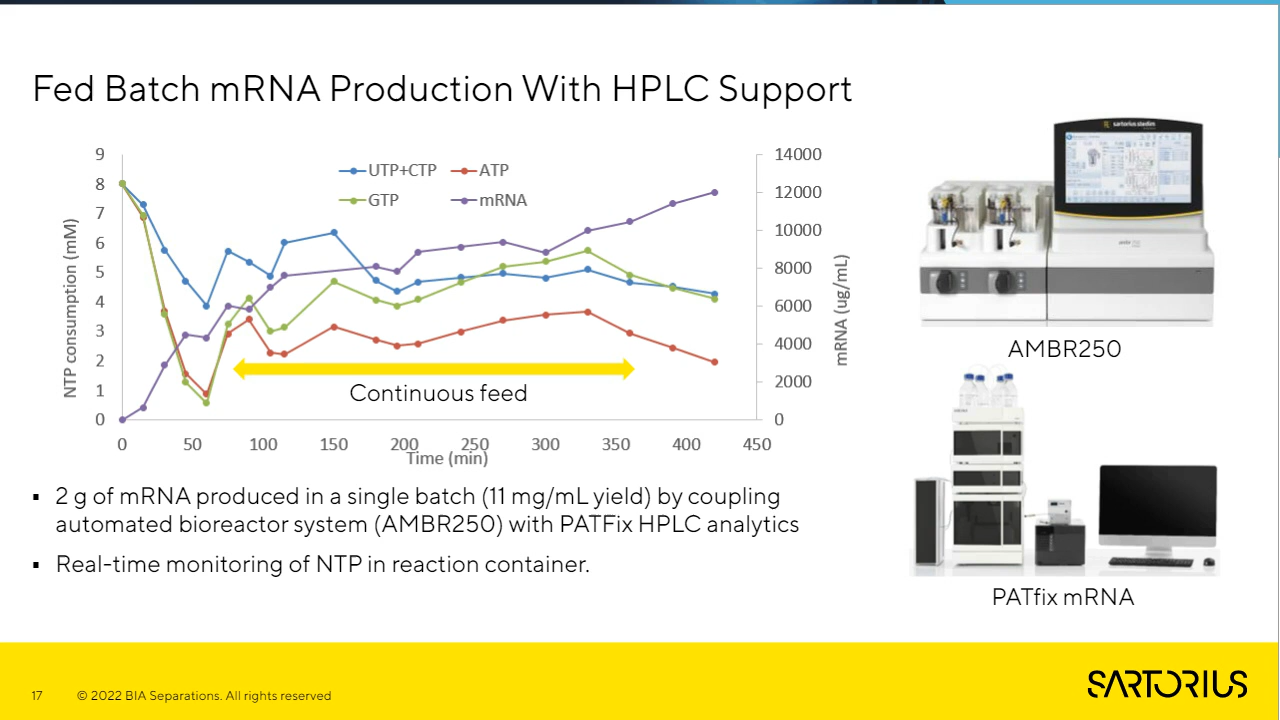 Fed Batch mRNA Production With HPLC Support
sartorius stedim
9
8
7
6
5
4
3
2
1
0
NTP consumption (mM)
UTP+CTP
ATP
GTP
mRNA
14000
12000
10000
8000
6000
4000
2000
0
mRNA (ug/mL)
Continuous feed
0 50 100 150 200 250 300 350 400 450
Time (min)
AMBR250
PATfix mRNA
▪ 2 g of mRNA produced in a single batch (11 mg/mL yield) by coupling
automated bioreactor system (AMBR250) with PATFix HPLC analytics
▪ Real-time monitoring of NTP in reaction container.
17 © 2022 BIA Separations. All rights reserved
SARTORIUS